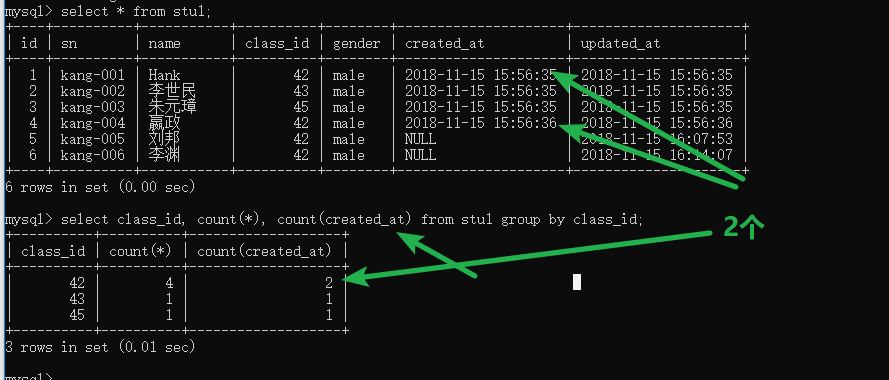 mysql> select * from stu1;
+----+----------+--------+----------+--------+---------------------+---------------------+
| id | sn | name | class_id | gender | created_at | updated_at |
+----+----------+--------+----------+--------+---------------------+---------------------+
| 1 | kang-001 | Hank | 42 | male | 2018-11-15 15:56:35 | 2018-11-15 15:56:35 |
| 2 | kang-002 | 李世民 | 43 | male | 2018-11-15 15:56:35 | 2018-11-15 15:56:35 |
| 3 | kang-003 | 朱元璋 | 45 | male | 2018-11-15 15:56:35 | 2018-11-15 15:56:35 |
| 4 | kang-004 | 嬴政 | 42 | male | 2018-11-15 15:56:36 | 2018-11-15 15:56:36 |
| 5 | kang-005 | 刘邦 | 42 | male | NULL | 2018-11-15 16:07:53 |
| 6 | kang-006 | 李渊 | 42 | male | NULL | 2018-11-15 16:14:07 |
+----+----------+--------+----------+--------+---------------------+---------------------+
6 rows in set (0.00 sec)
mysql> select class_id, count(*), count(created_at) from stu1 group by class_id;
2个
+----------+----------+-------------------+
| class_id | count(*) | count(created_at) |
+----------+----------+-------------------+
| 42 | 4 | 2 |
| 43 | 1 | 1 |
| 45 | 1 | 1 |
+----------+----------+-------------------+
3 rows in set (0.01 sec)
mysql>